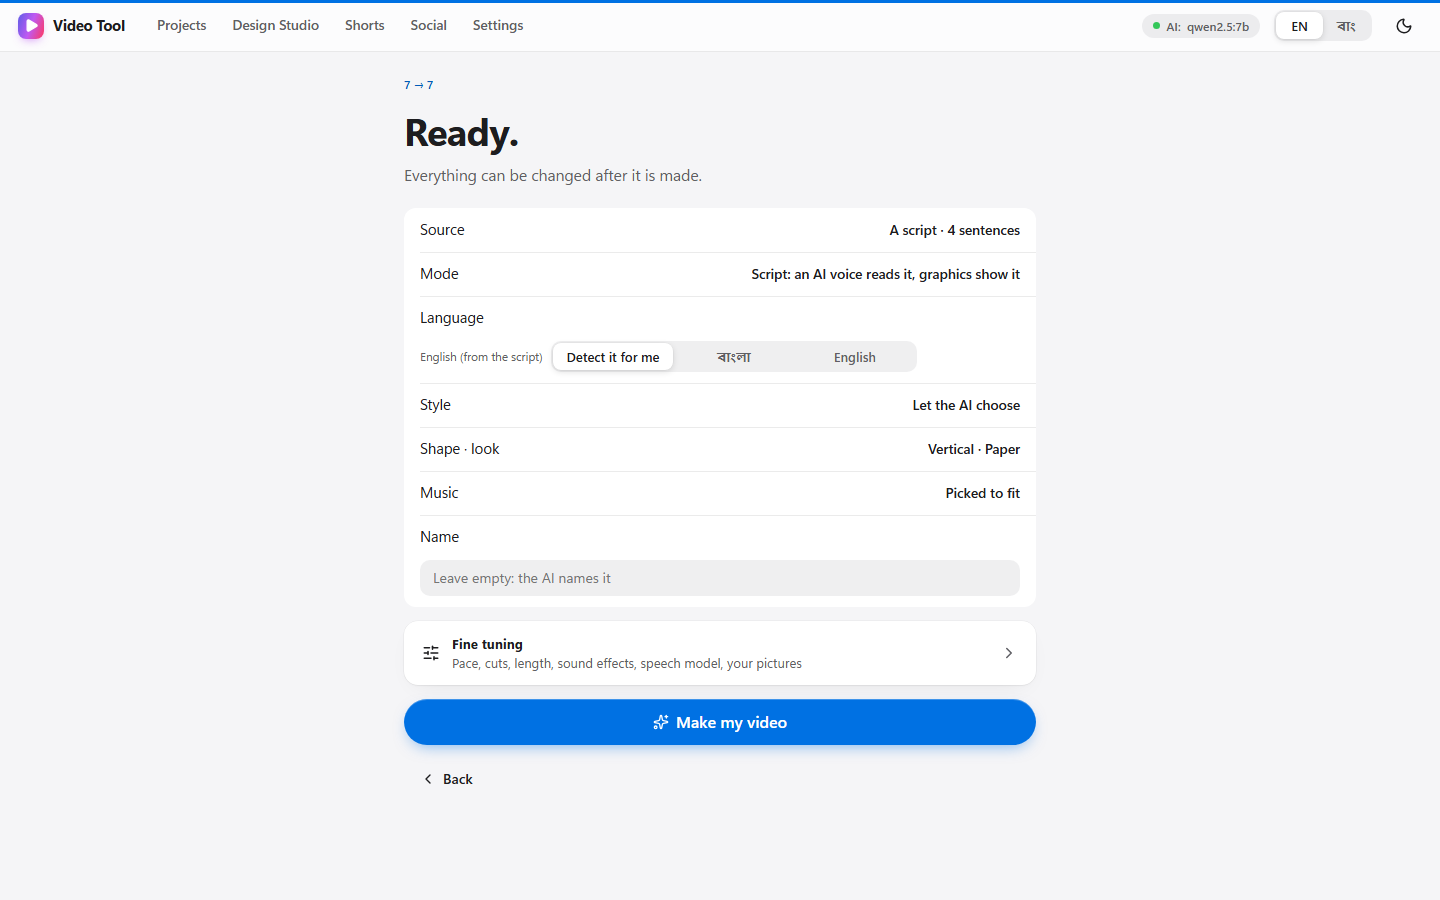 Video Tool Projects Design Studio Shorts Social Settings AI: qwen2.5:7b EN বাং
7 → 7
Ready.
Everything can be changed after it is made.
Source A script · 4 sentences
Mode Script: an AI voice reads it, graphics show it
Language
English (from the script) Detect it for me বাংলা English
Style Let the AI choose
Shape · look Vertical · Paper
Music Picked to fit
Name
Leave empty: the AI names it
Fine tuning
Pace, cuts, length, sound effects, speech model, your pictures
Make my video
Back